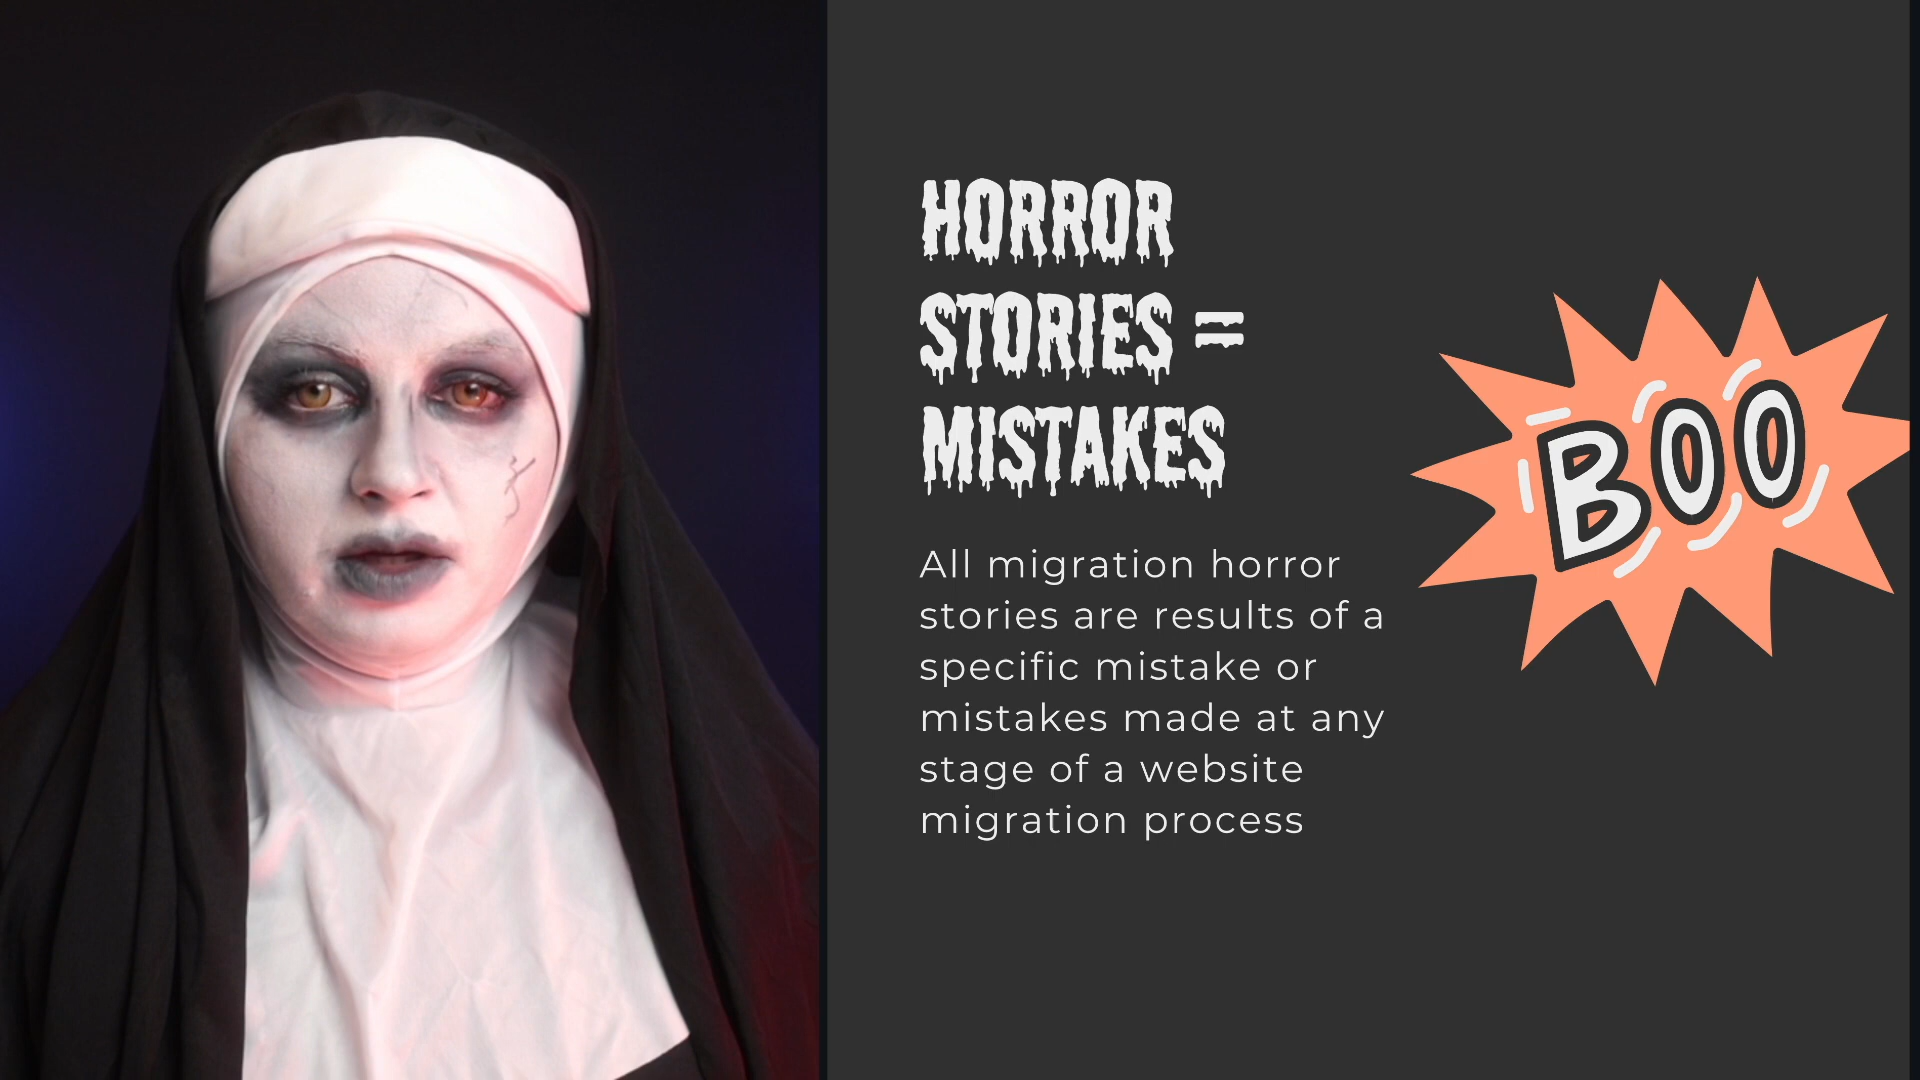 HORROR
STORIES =
MISTAKES
All migration horror
stories are results of a
specific mistake or
mistakes made at any
stage of a website
migration process
BOO